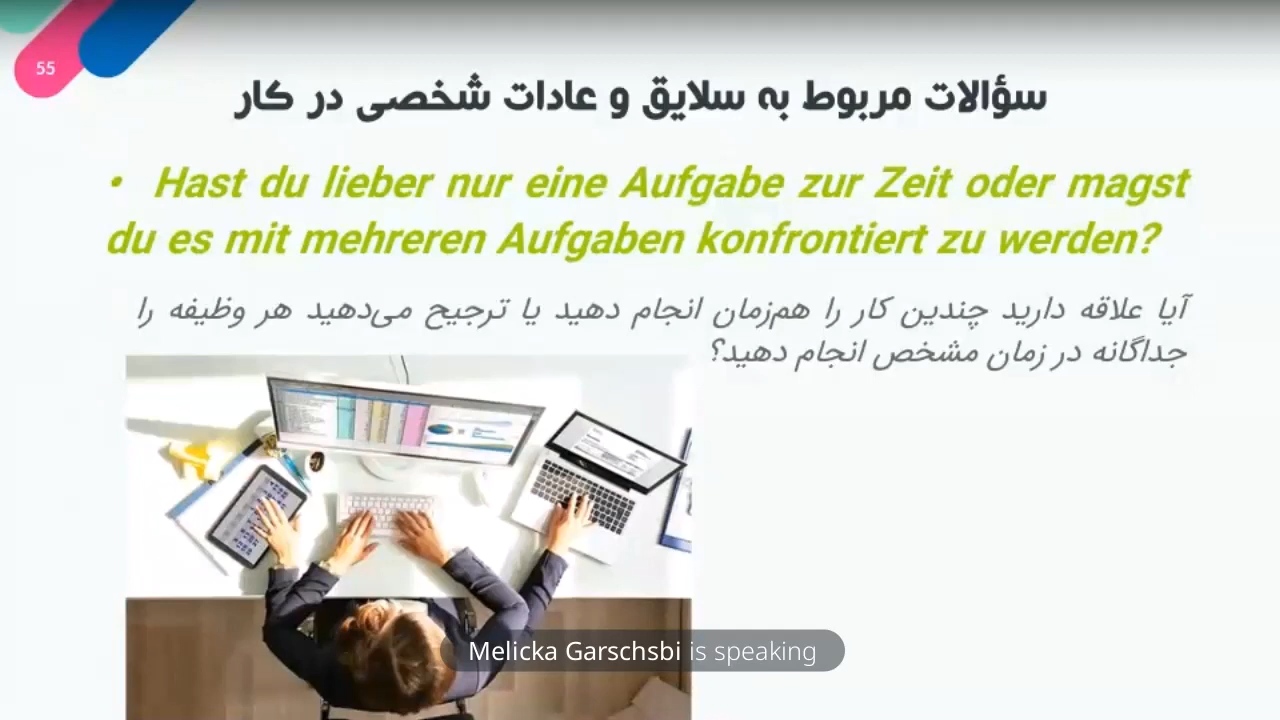 55
سؤالات مربوط به سلایق و عادات شخصی در کار
• Hast du lieber nur eine Aufgabe zur Zeit oder magst
du es mit mehreren Aufgaben konfrontiert zu werden?
آیا علاقه دارید چندین کار را هم‌زمان انجام دهید یا ترجیح می‌دهید هر وظیفه را
جداگانه در زمان مشخص انجام دهید؟
Melicka Garschsbi is speaking